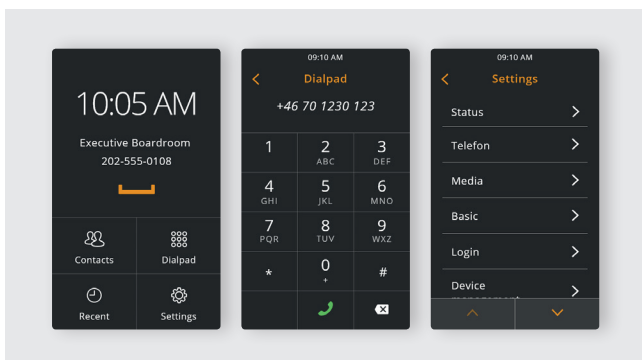 10:05 AM
Executive Boardroom
202-555-0108
Contacts
Dialpad
Recent
Settings
09:10 AM
Dialpad
+46 70 1230 123
1
2
ABC
3
DEF
4
GHI
5
JKL
6
MNO
7
PQR
8
TUV
9
WXZ
*
0
+
#
09:10 AM
Settings
Status
Telefon
Media
Basic
Login
Device